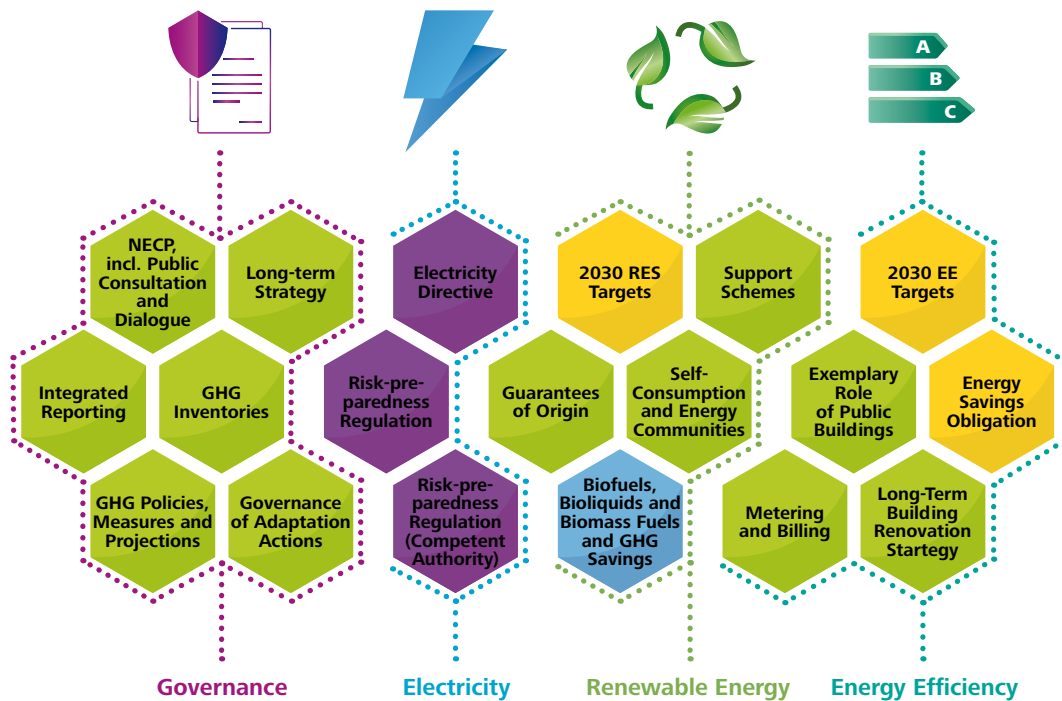 A
B
C
NECP,
incl. Public
Consultation
and
Dialogue
Long-term
Strategy
Electricity
Directive
2030 RES
Targets
Support
Schemes
2030 EE
Targets
Integrated
Reporting
GHG
Inventories
Risk-pre-
paredness
Regulation
Guarantees
of Origin
Self-
Consumption
and Energy
Communities
Exemplary
Role
of Public
Buildings
Energy
Savings
Obligation
GHG Policies,
Measures and
Projections
Governance
of Adaptation
Actions
Risk-pre-
paredness
Regulation
(Competent
Authority)
Biofuels,
Bioliquids and
Biomass Fuels
and GHG
Savings
Metering
and Billing
Long-Term
Building
Renovation
Startegy
Governance
Electricity
Renewable Energy
Energy Efficiency